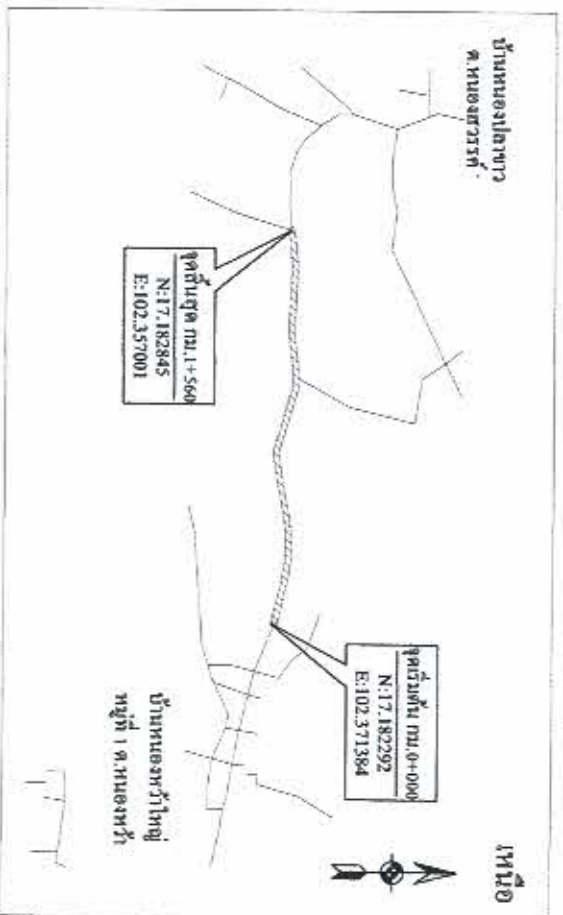 เหนือ
บ้านหนองปลาขาว
ต.หนองสวรรค์
จุดสิ้นสุด กม.1+560
N:17.182845
E:102.357001
จุดเริ่มต้น กม.0+000
N:17.182292
E:102.371384
บ้านหนองหว้าใหญ่
หมู่ที่ 1 ต.หนองหว้า